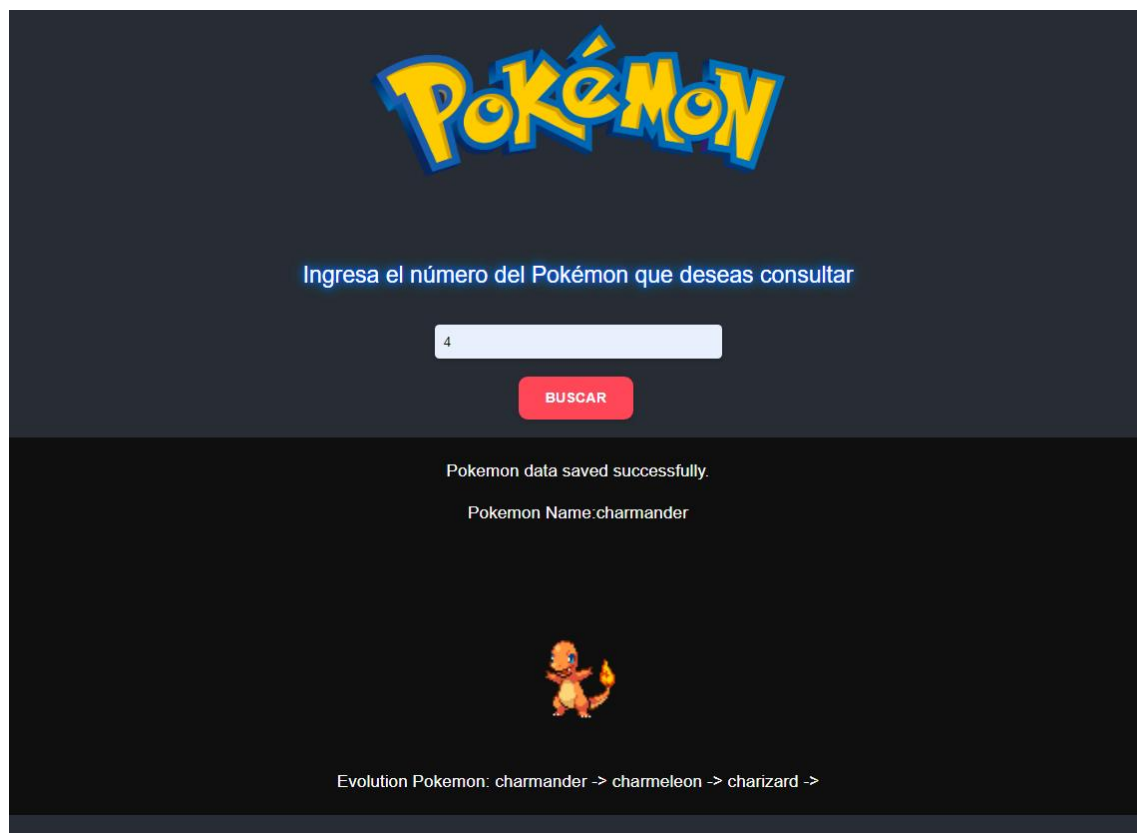 Pokémon
Ingresa el número del Pokémon que deseas consultar
4
BUSCAR
Pokemon data saved successfully.
Pokemon Name:charmander
Evolution Pokemon: charmander -> charmeleon -> charizard ->